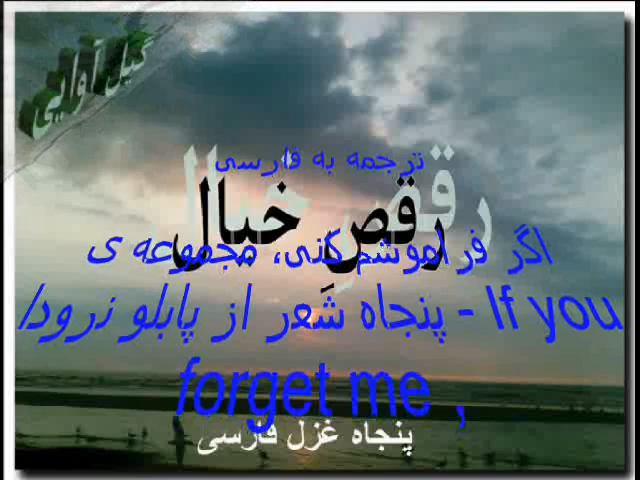 گیل آوایی
ترجمه به فارسی
رقصِ خیال
اگر فراموشم کنی، مجموعه ی
پنجاه شعر از پابلو نرودا - If you
forget me ,
پنجاه غزل فارسی